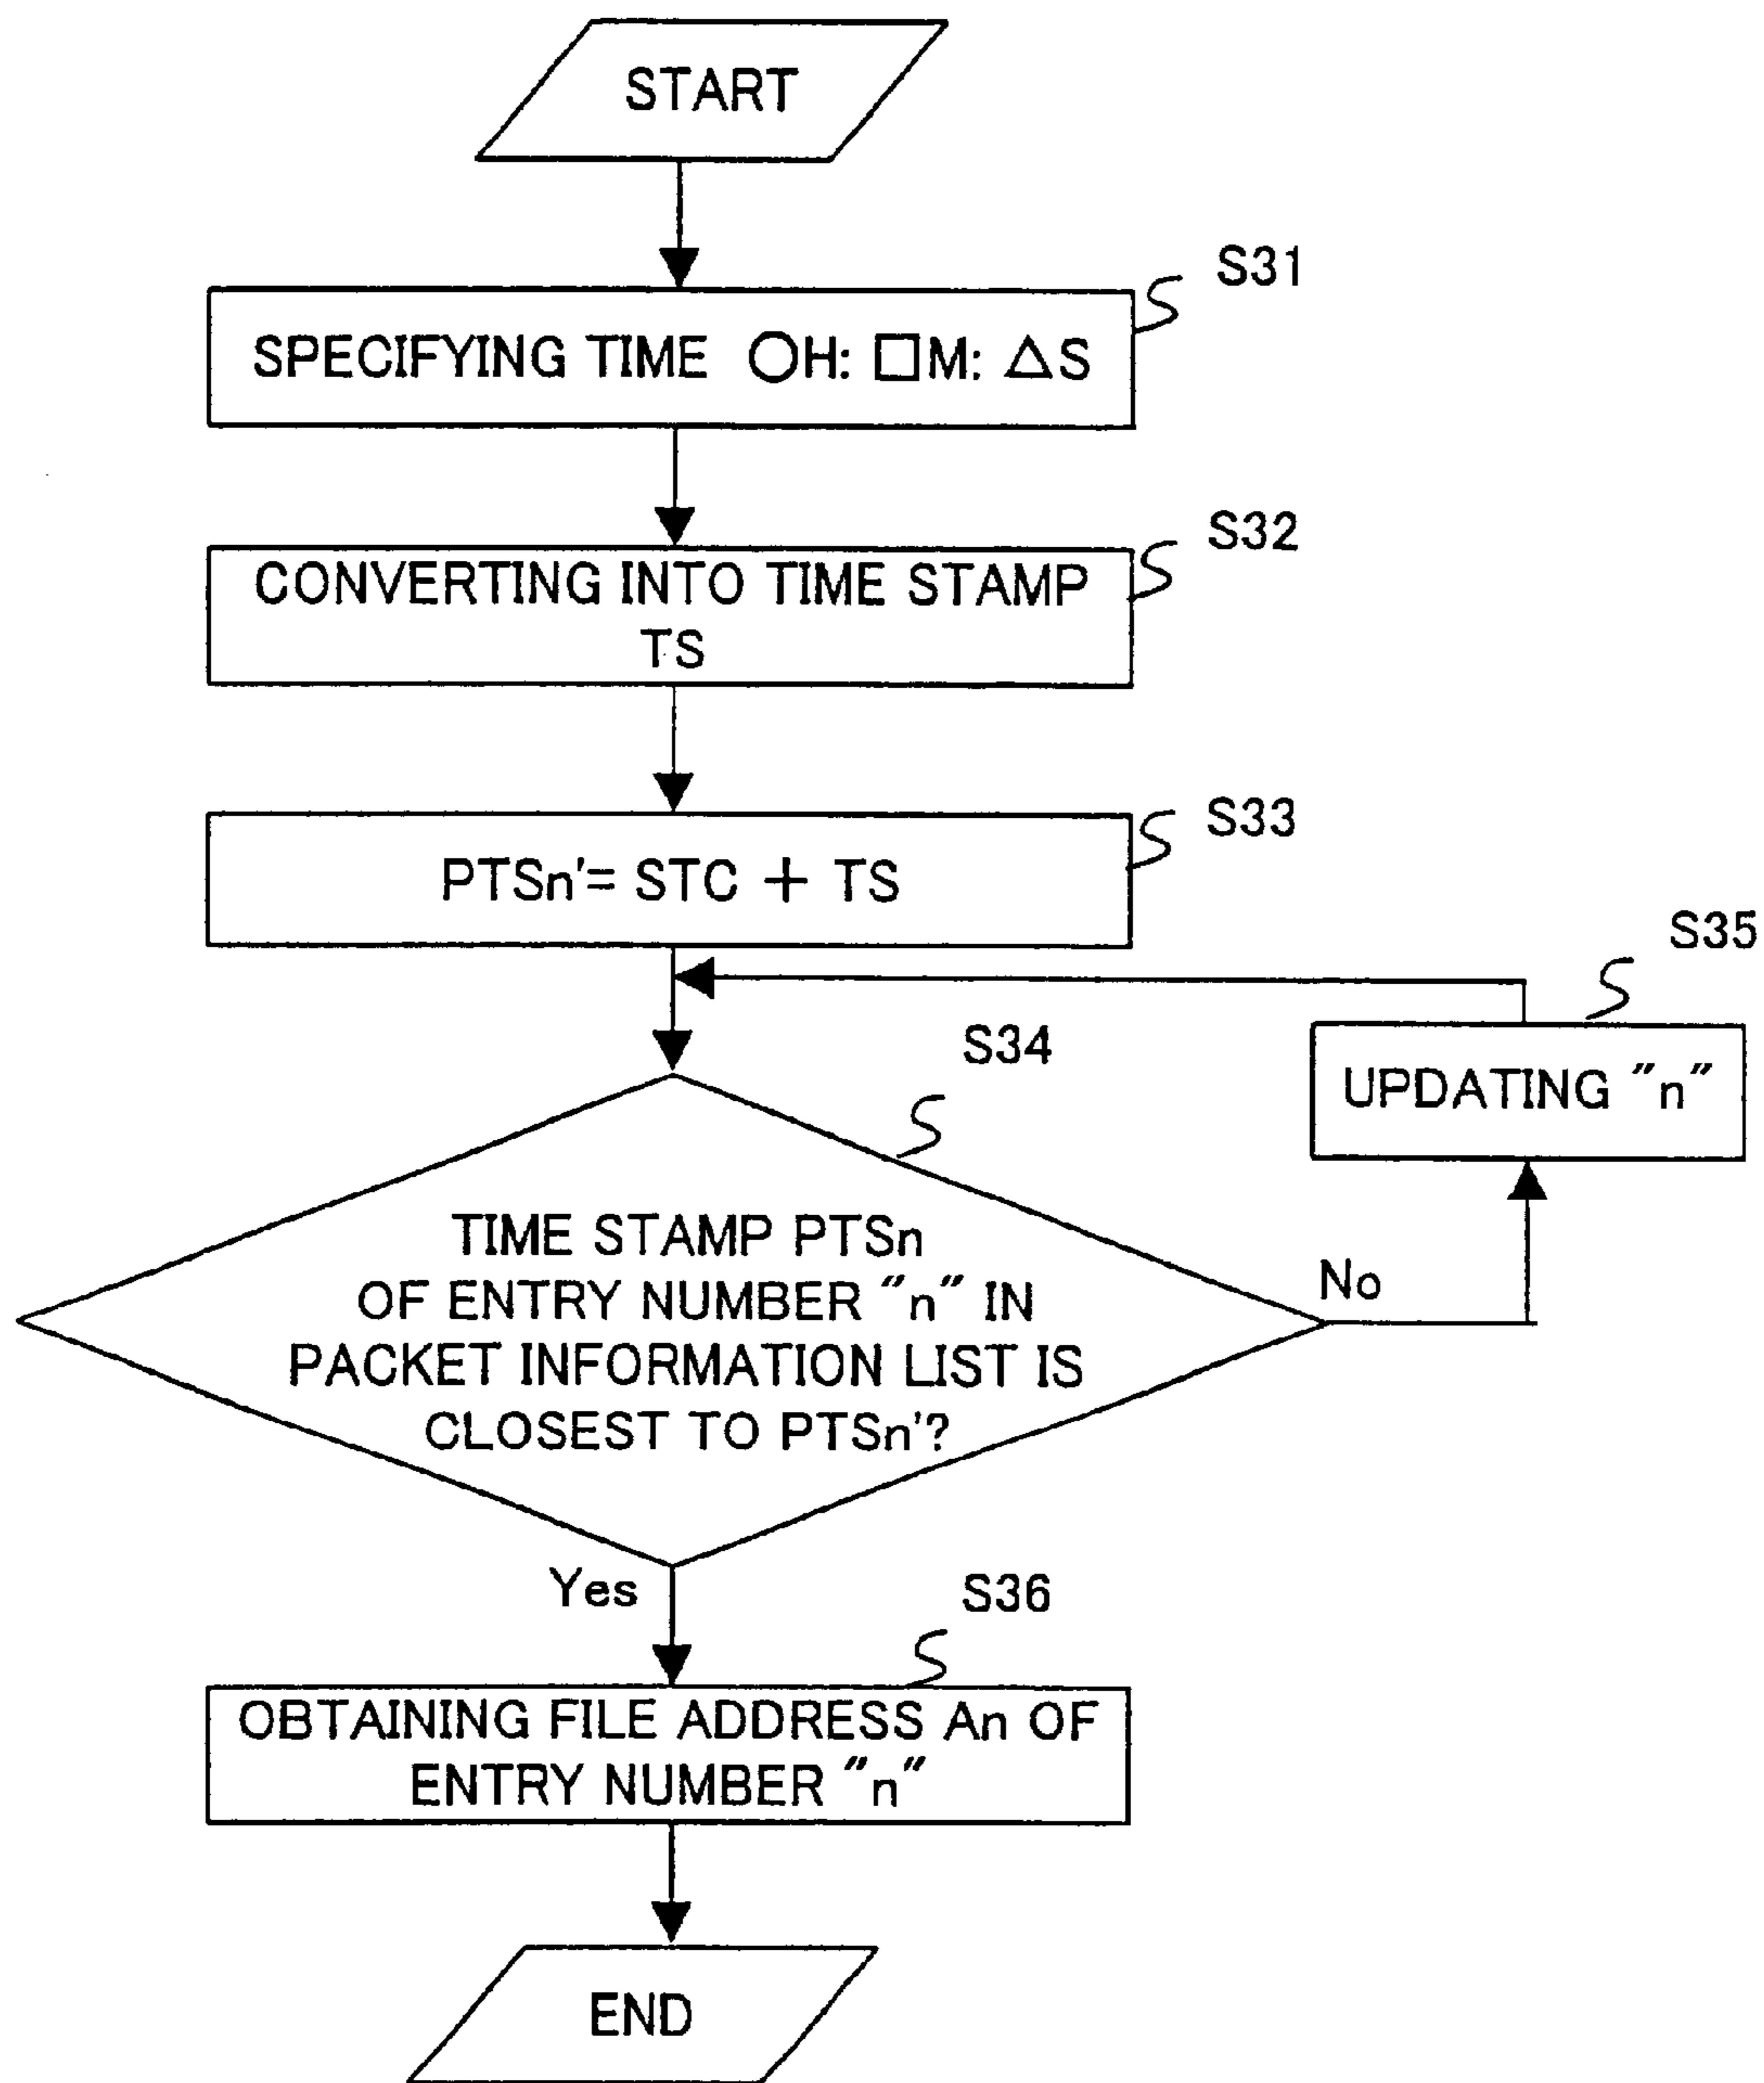 START
S31
SPECIFYING TIME ○H: □M: △S
S32
CONVERTING INTO TIME STAMP
TS
S33
PTSn'= STC + TS
S35
UPDATING "n"
S34
TIME STAMP PTSn
OF ENTRY NUMBER "n" IN
PACKET INFORMATION LIST IS
CLOSEST TO PTSn'?
No
Yes
S36
OBTAINING FILE ADDRESS An OF
ENTRY NUMBER "n"
END